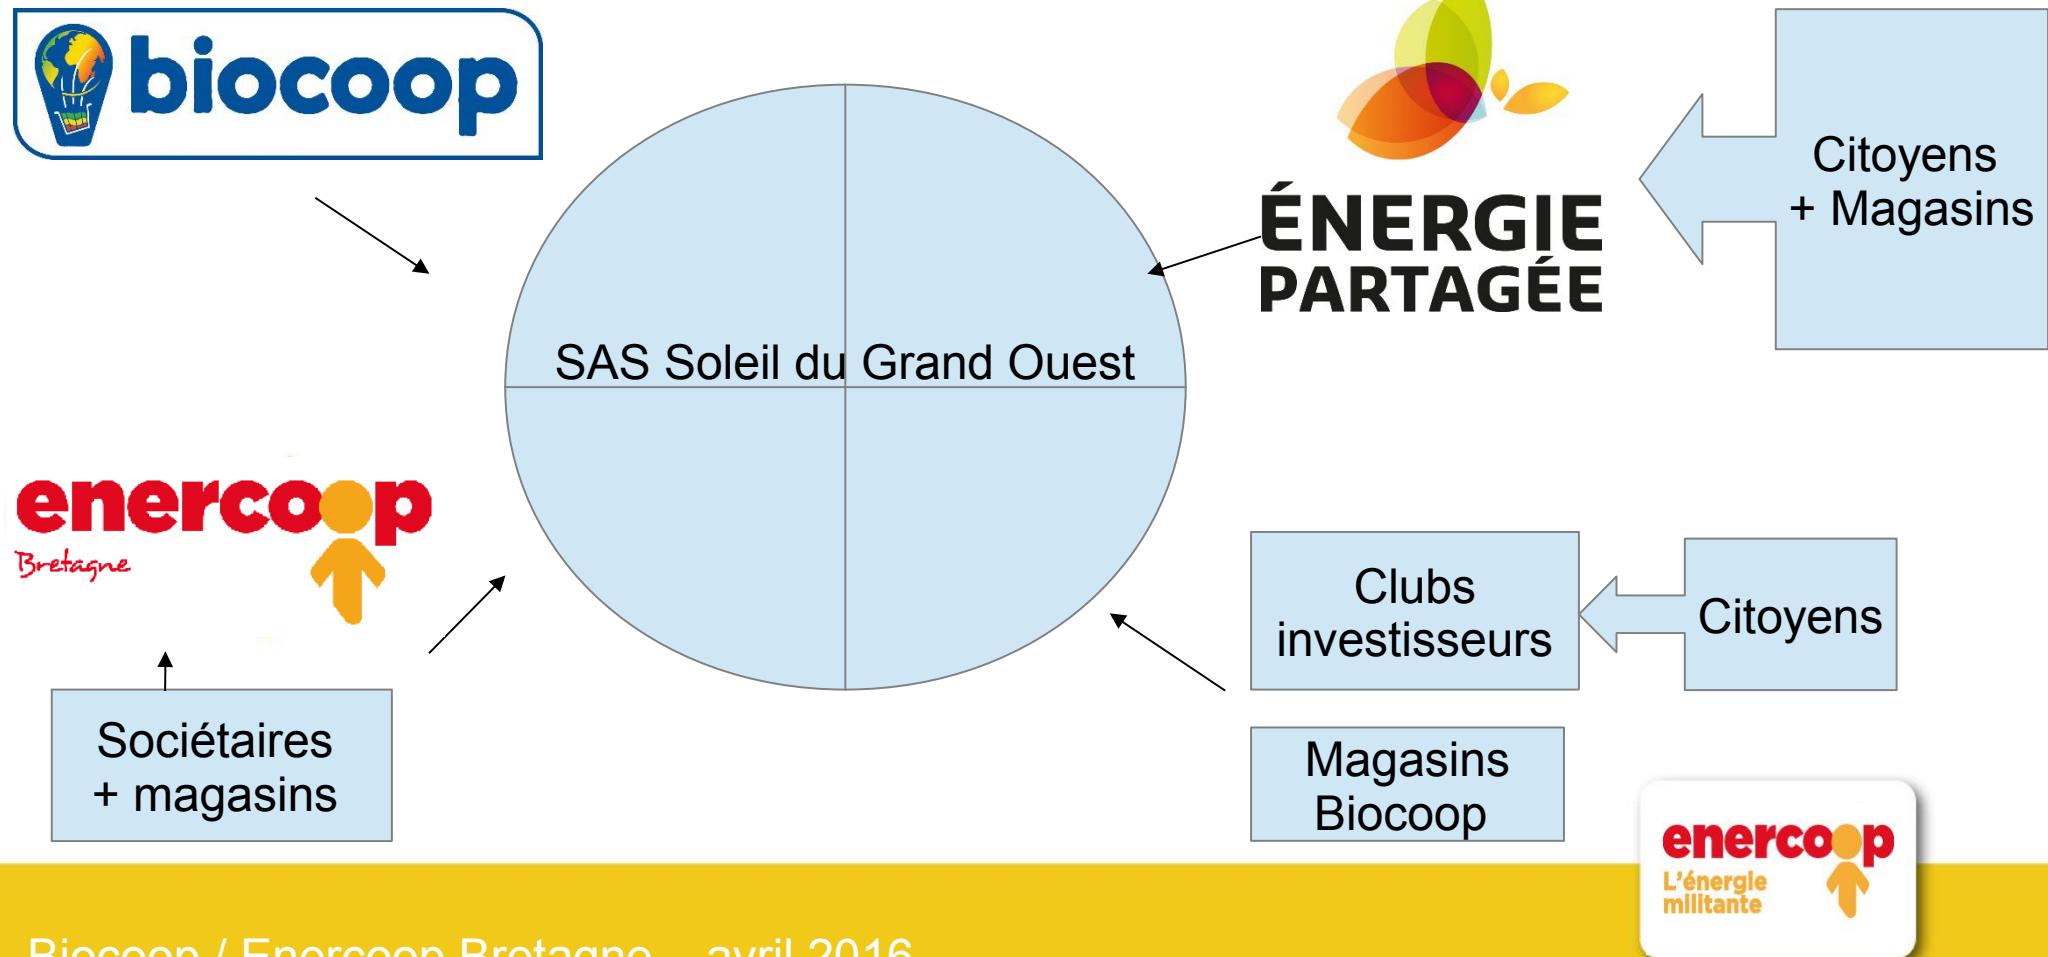 biocoop
ÉNERGIE
PARTAGÉE
Citoyens
+ Magasins
SAS Soleil du Grand Ouest
enercoop
Bretagne
Clubs
investisseurs
Citoyens
Sociétaires
+ magasins
Magasins
Biocoop
enercoop
L'énergie
militante
Biocoop / Enercoop Bretagne – avril 2016